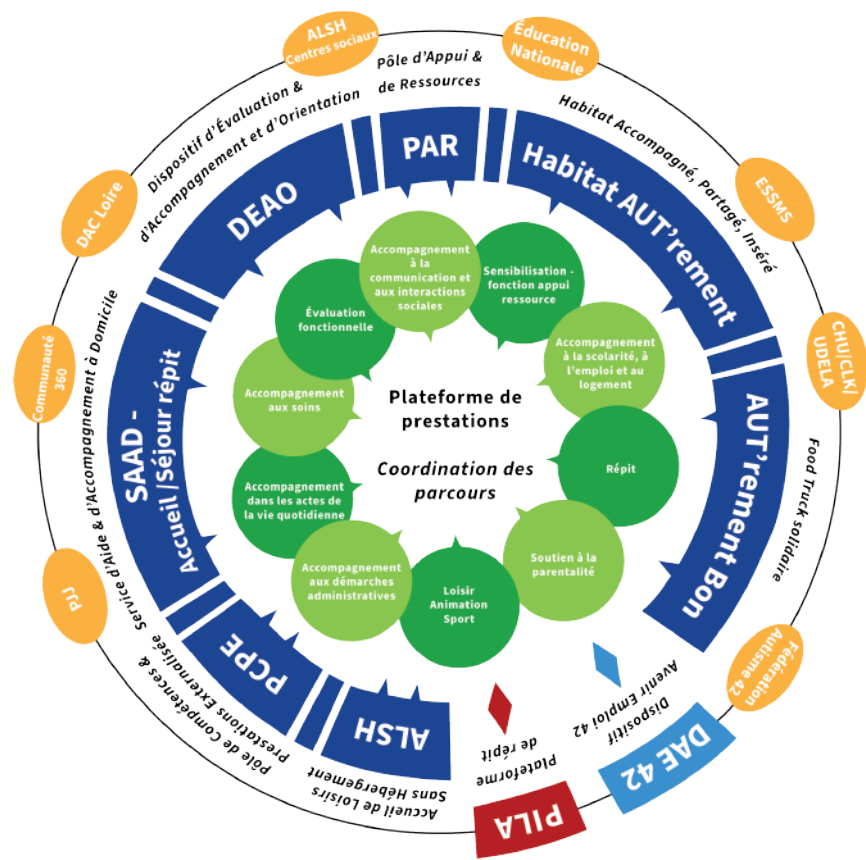 ALSH
Centres sociaux
Éducation
Nationale
ESSMS
CHU/CLK/
UDELA
Fédération
Autisme 42
PJJ
Communauté
360
DAC Loire
Pôle d'Appui &
de Ressources
PAR
Habitat Accompagné, Partagé, Inséré
Habitat AUT'rement
Food Truck solidaire
AUT'rement Bon
Dispositif
Avenir Emploi 42
DAE 42
Plateforme
de répit
PILA
Accueil de Loisirs
Sans Hébergement
ALSH
Pôle de Compétences &
Prestations Externalisée
PCPE
Service d'Aide & d'Accompagnement à Domicile
SAAD -
Accueil /Séjour répit
Dispositif d'Évaluation &
d'Accompagnement et d'Orientation
DEAO
Accompagnement
à la
communication et
aux interactions
sociales
Sensibilisation -
fonction appui
ressource
Accompagnement
à la scolarité, à
l'emploi et au
logement
Répit
Soutien à la
parentalité
Loisir
Animation
Sport
Accompagnement
aux démarches
administratives
Accompagnement
dans les actes de
la vie quotidienne
Accompagnement
aux soins
Évaluation
fonctionnelle
Plateforme de
prestations
Coordination des
parcours